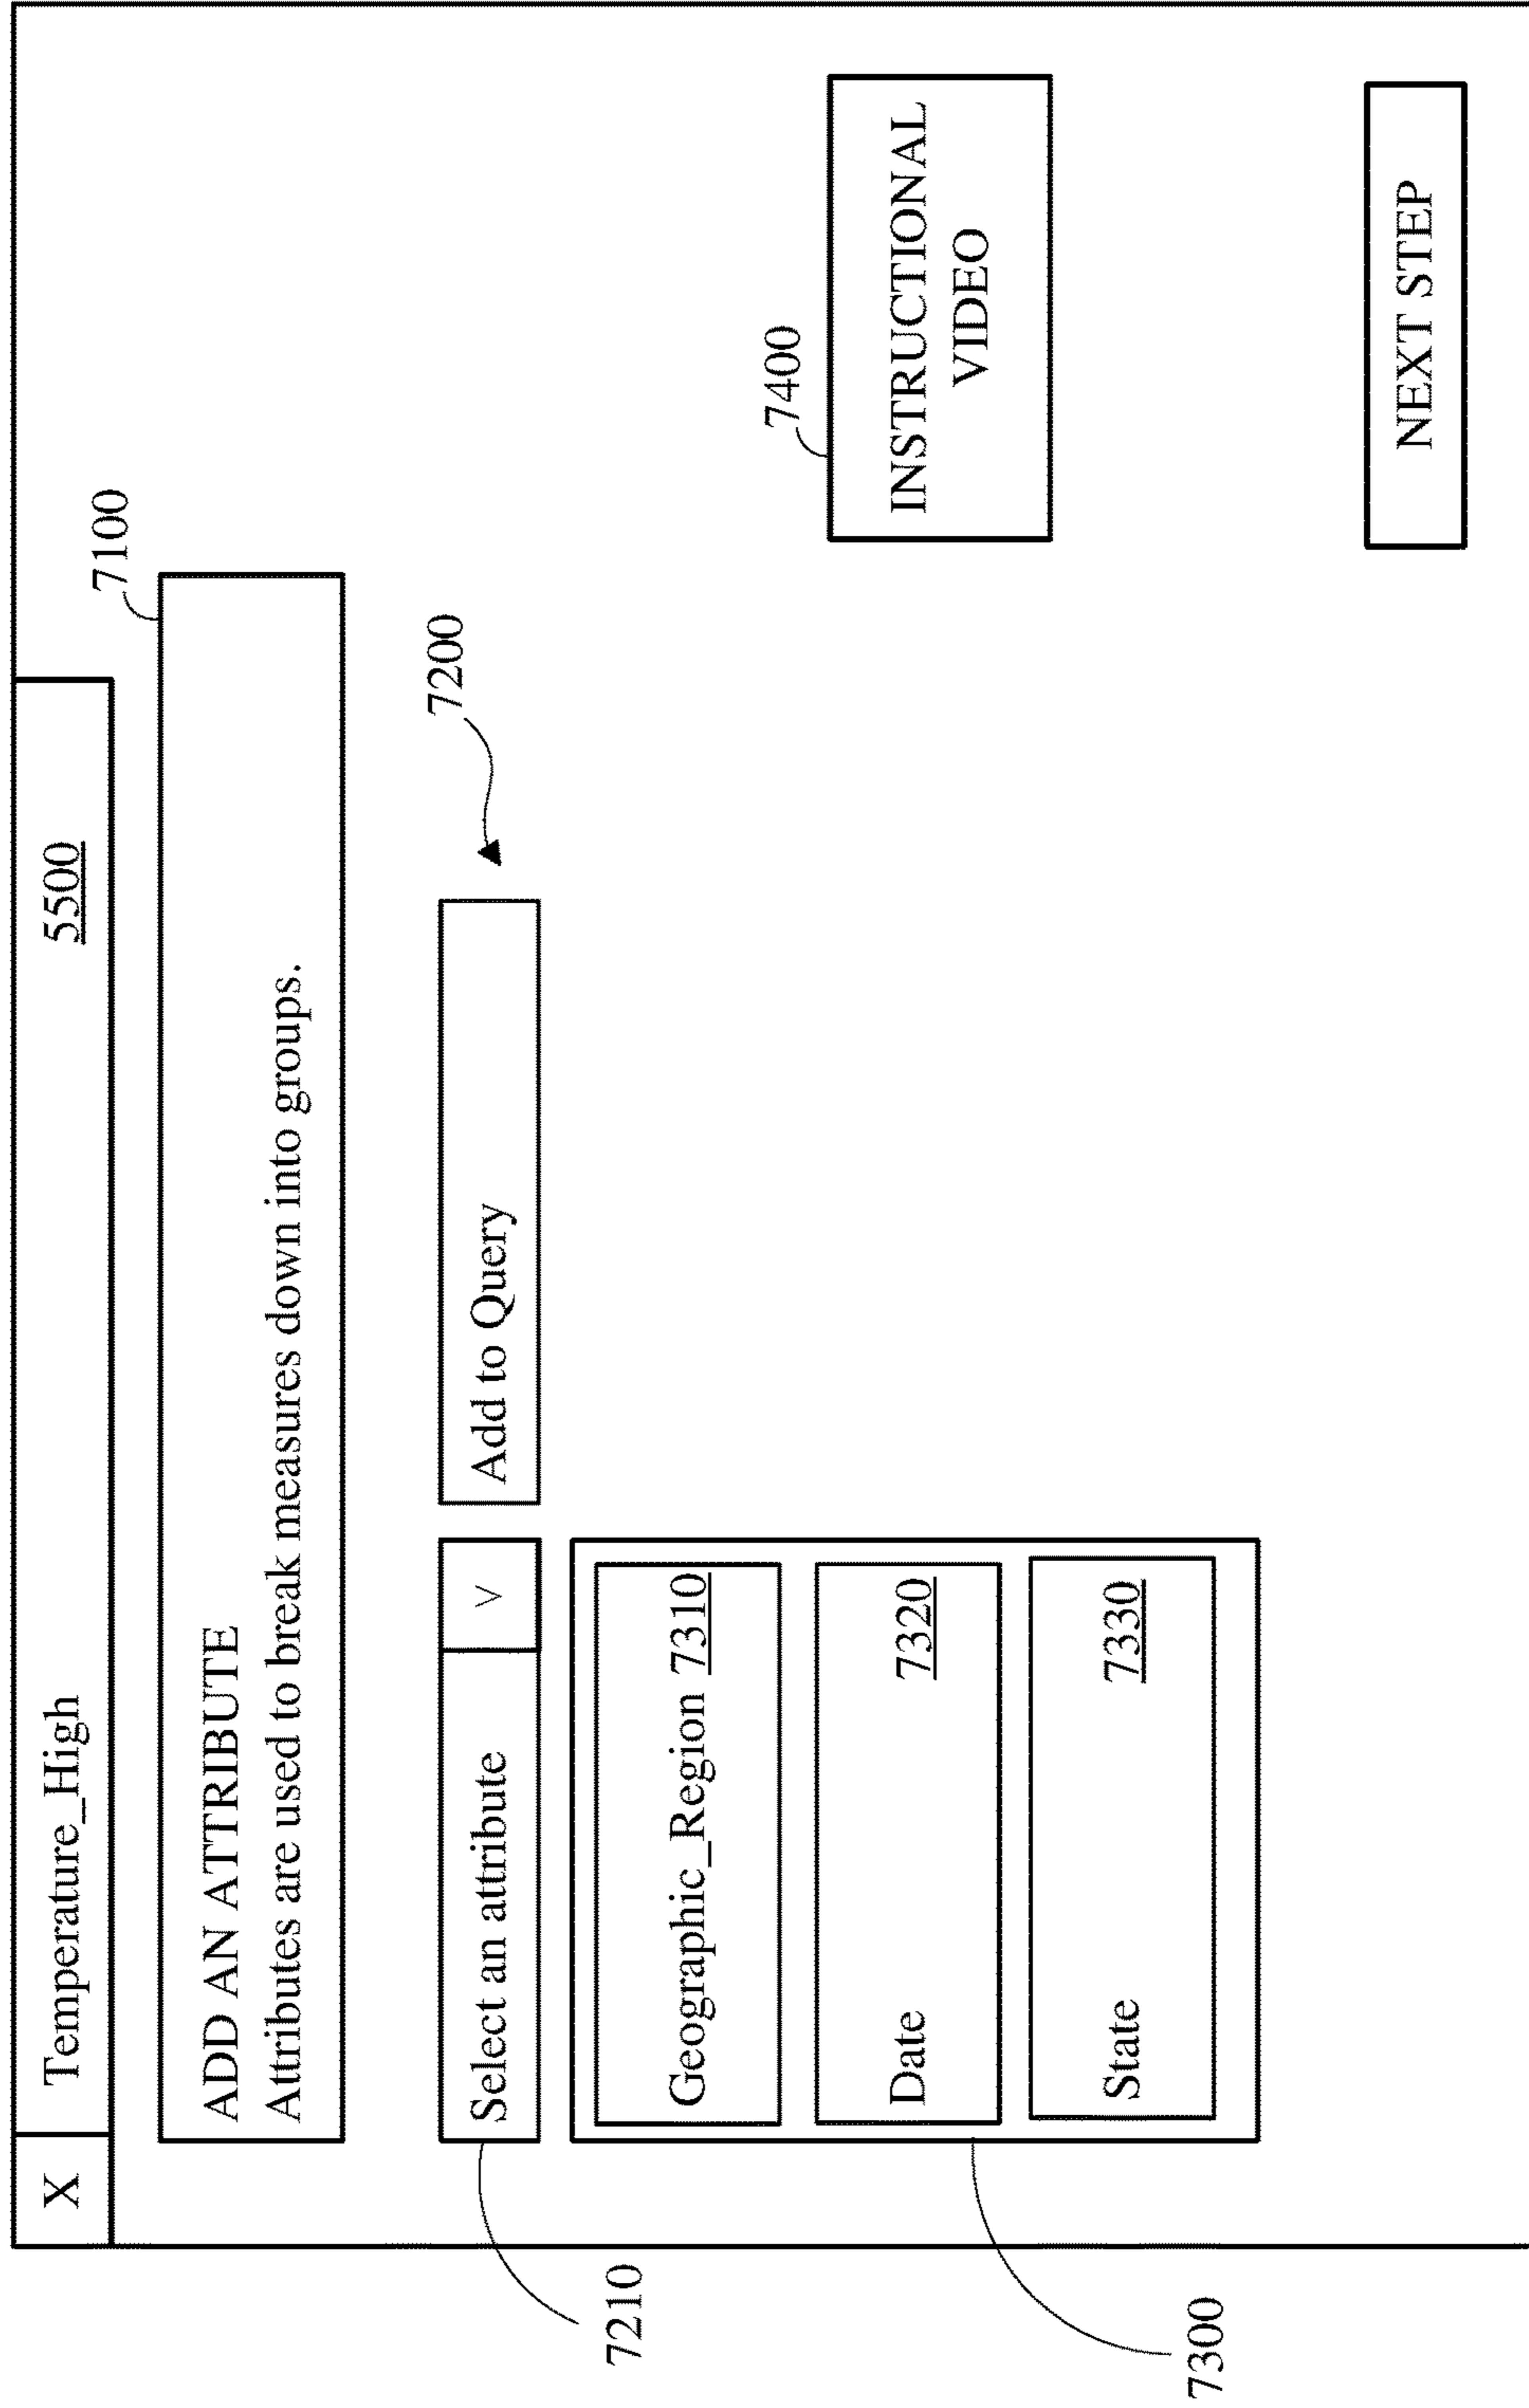 X Temperature_High 5500
7100
ADD AN ATTRIBUTE
Attributes are used to break measures down into groups.
7200
Select an attribute V Add to Query
7210
Geographic_Region 7310
Date 7320
State 7330
7300
7400
INSTRUCTIONAL
VIDEO
NEXT STEP